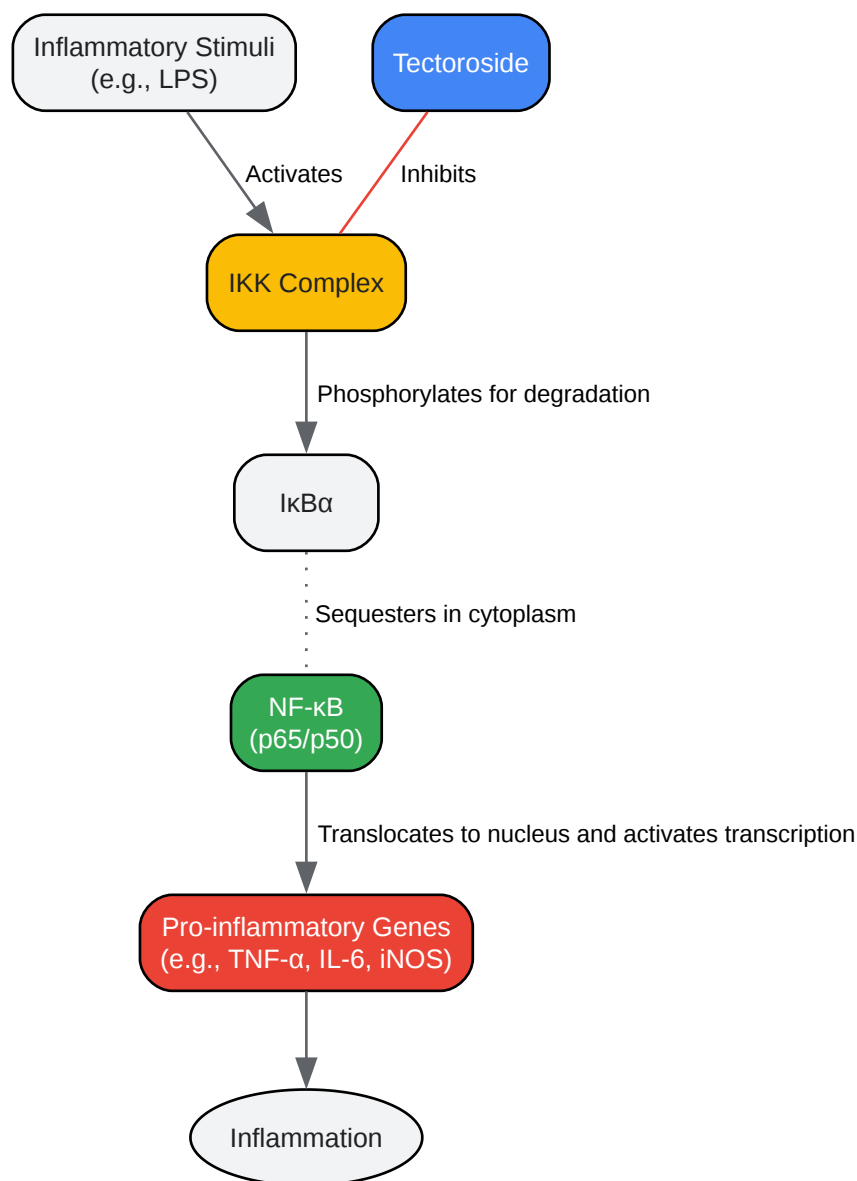 Inflammatory Stimuli
(e.g., LPS)
Tectoroside
Activates
Inhibits
IKK Complex
Phosphorylates for degradation
IκBα
Sequesters in cytoplasm
NF-κB
(p65/p50)
Translocates to nucleus and activates transcription
Pro-inflammatory Genes
(e.g., TNF-α, IL-6, iNOS)
Inflammation